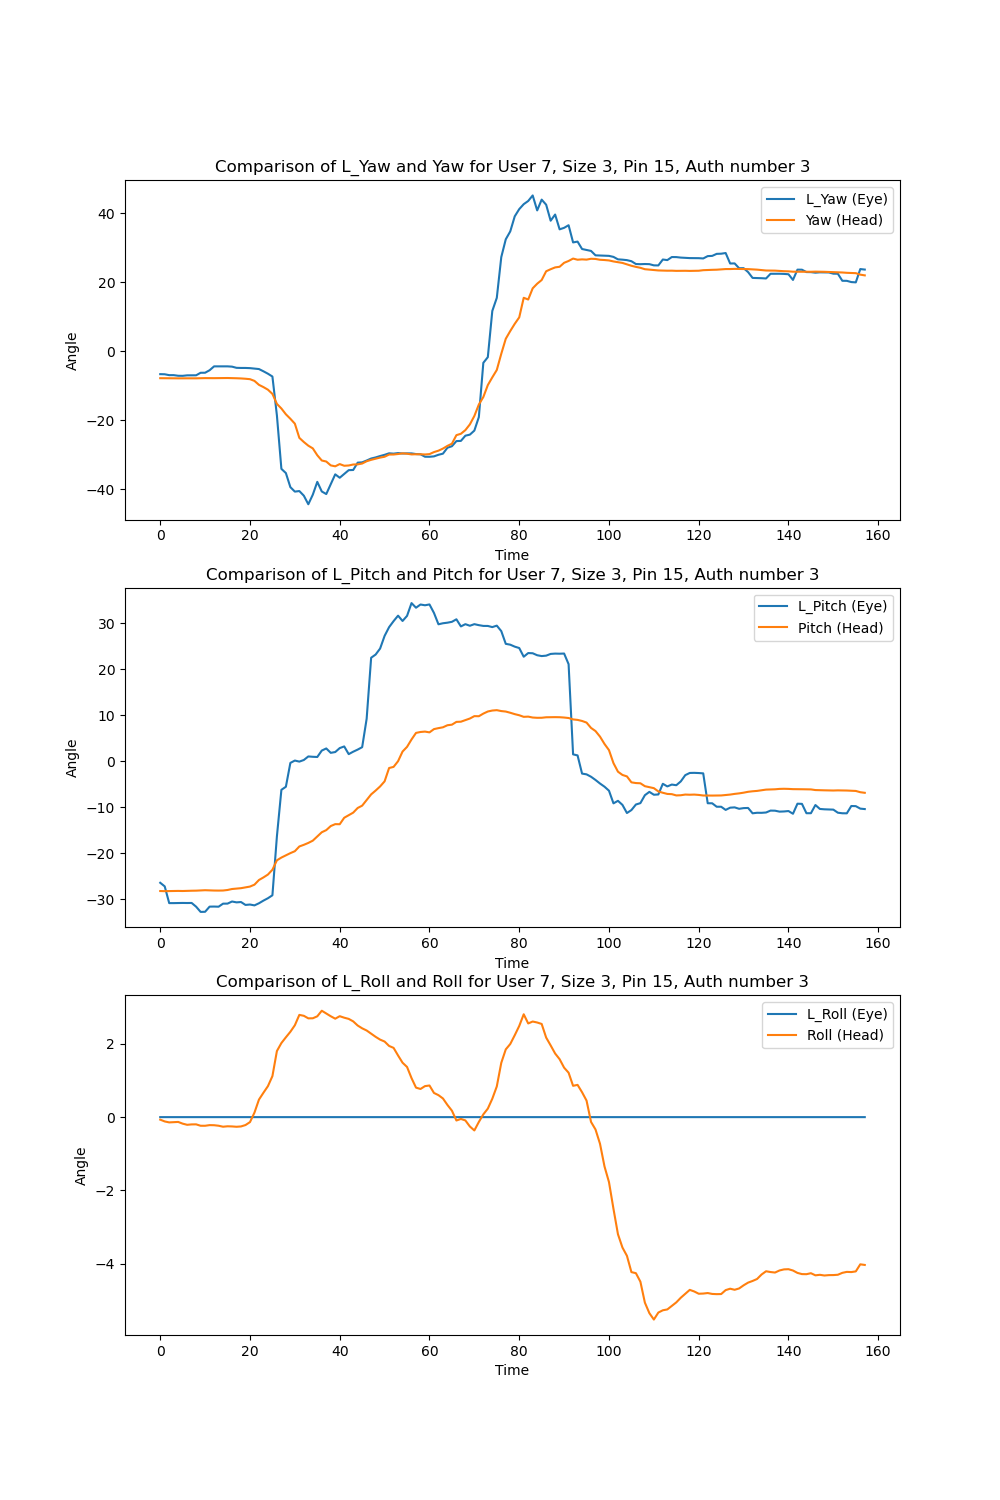 Comparison of L_Yaw and Yaw for User 7, Size 3, Pin 15, Auth number 3
L_Yaw (Eye)
Yaw (Head)
40
20
0
−20
−40
Angle
0 20 40 60 80 100 120 140 160
Time
Comparison of L_Pitch and Pitch for User 7, Size 3, Pin 15, Auth number 3
L_Pitch (Eye)
Pitch (Head)
30
20
10
0
−10
−20
−30
Angle
0 20 40 60 80 100 120 140 160
Time
Comparison of L_Roll and Roll for User 7, Size 3, Pin 15, Auth number 3
L_Roll (Eye)
Roll (Head)
2
0
−2
−4
Angle
0 20 40 60 80 100 120 140 160
Time